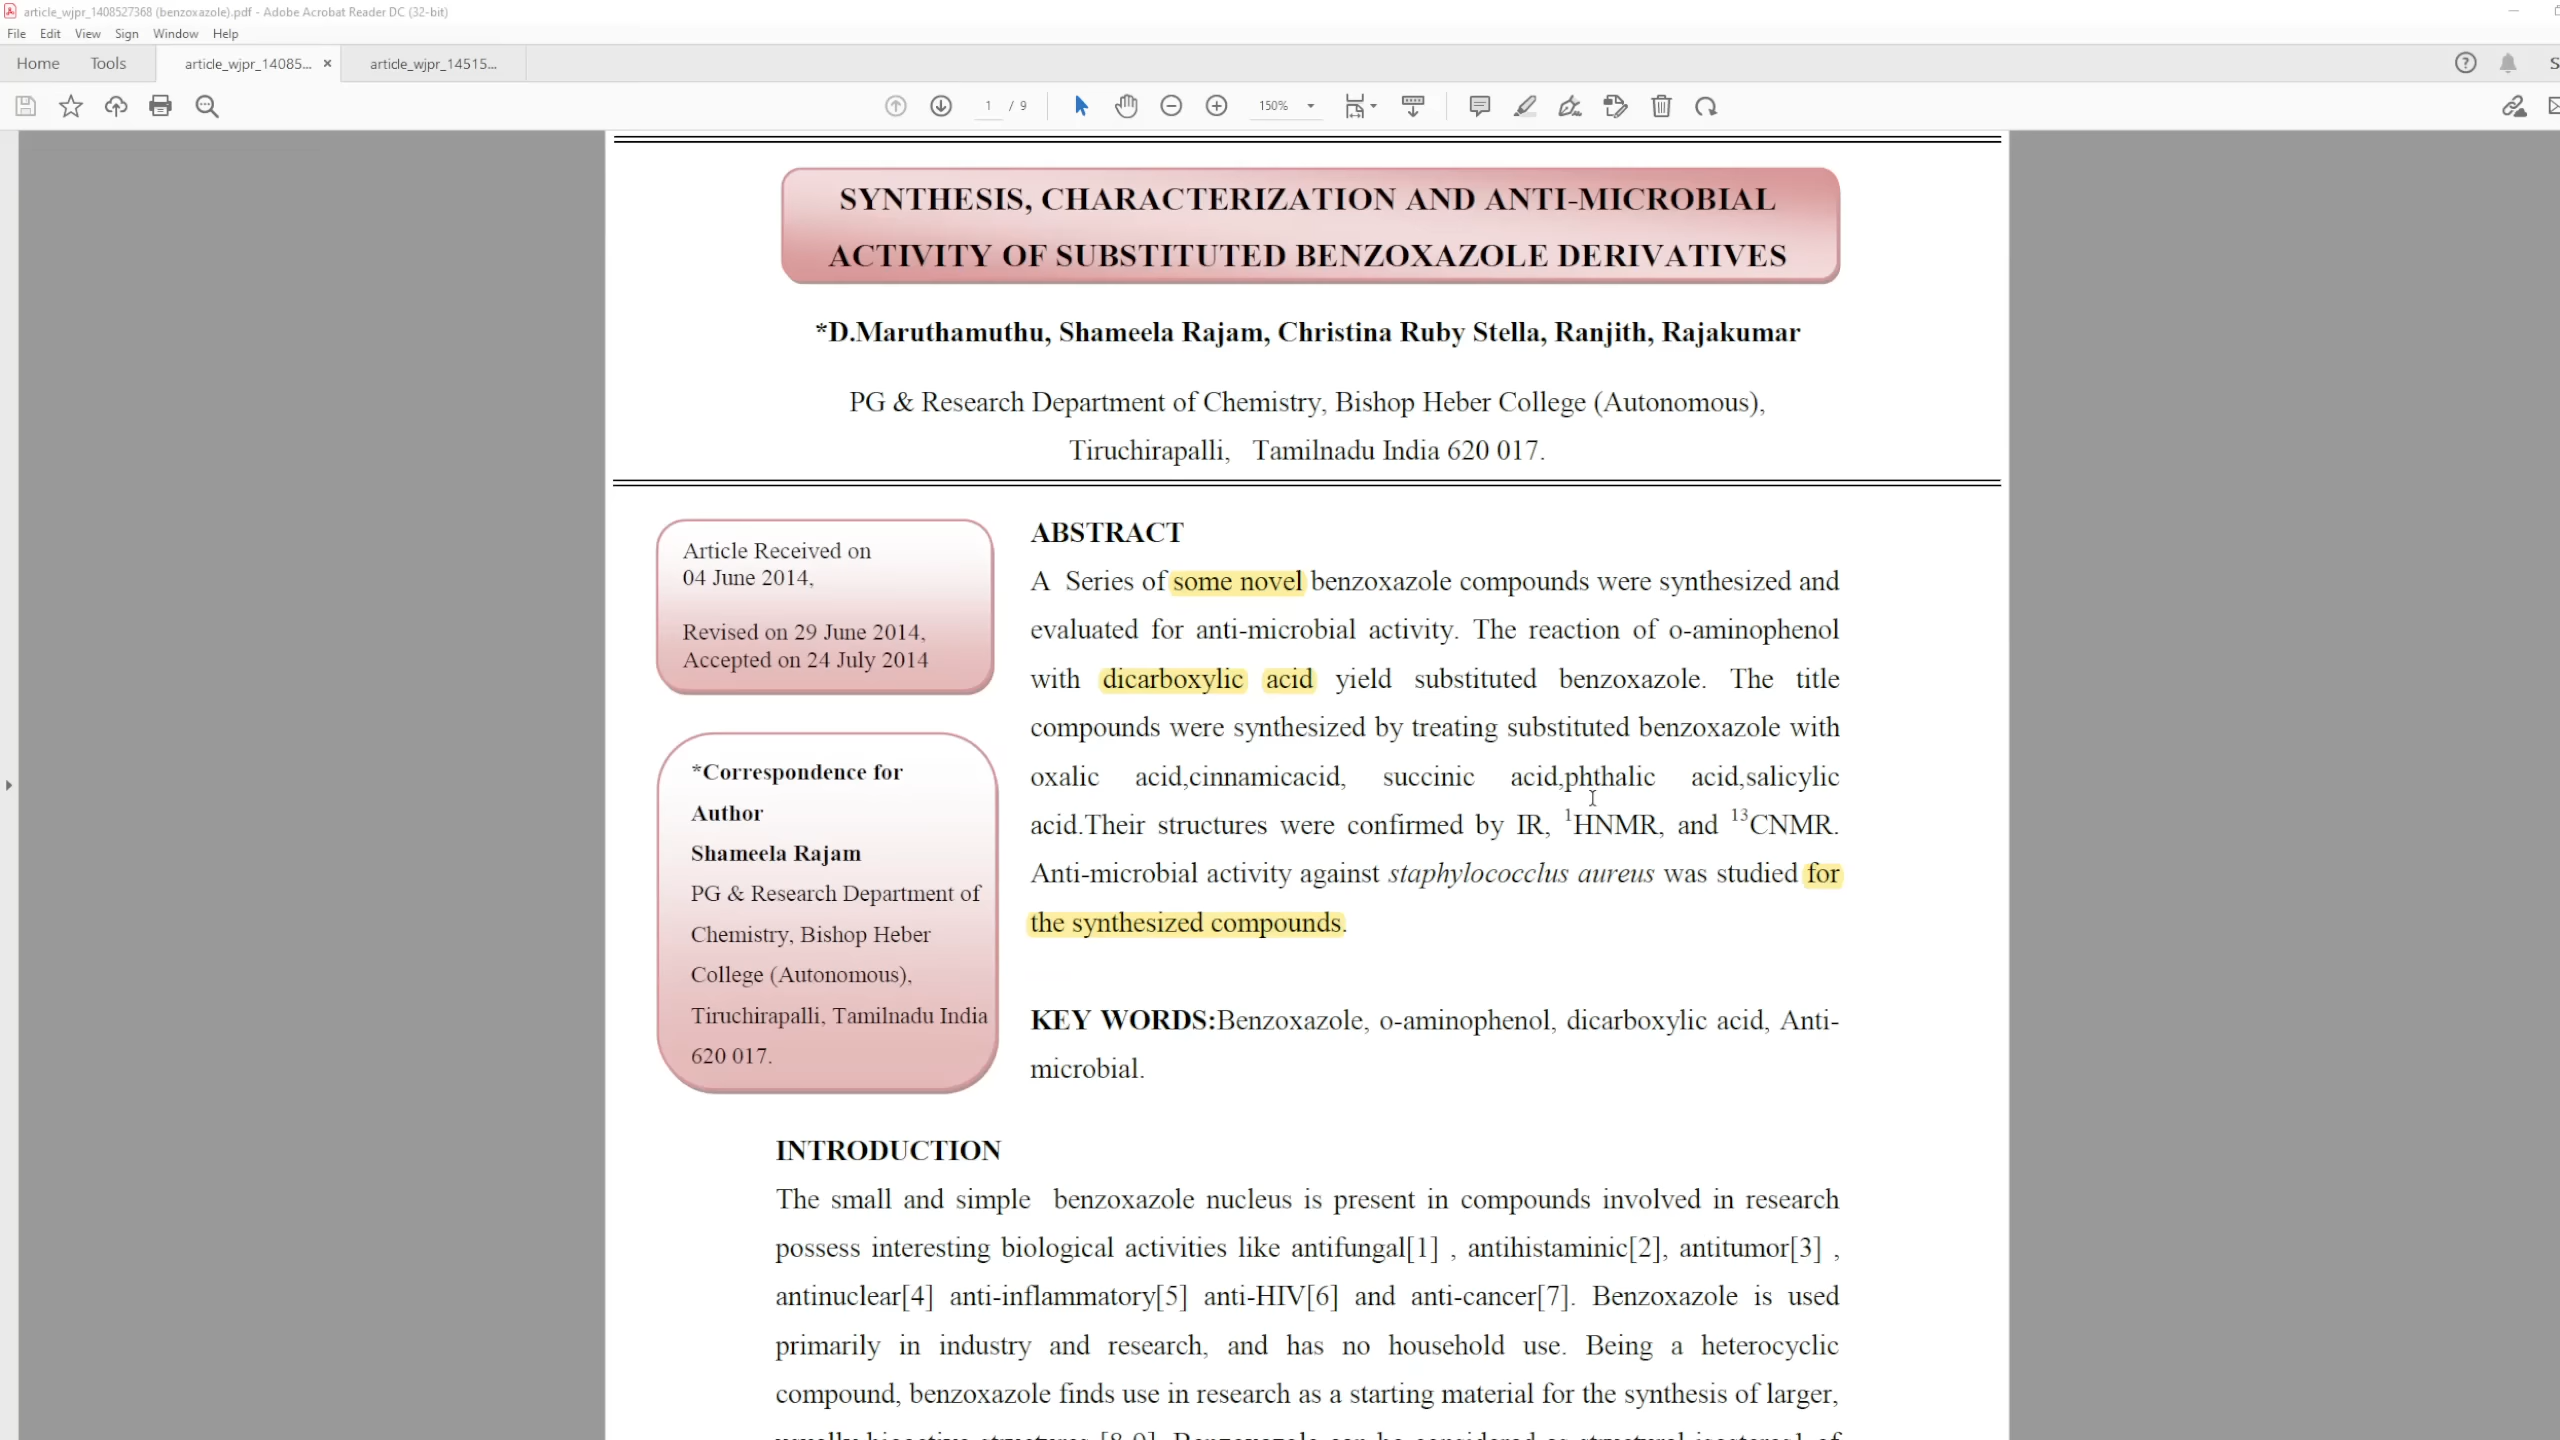 article_wjpr_1408527368 (benzoxazole).pdf - Adobe Acrobat Reader DC (32-bit)
File Edit View Sign Window Help
Home Tools article_wjpr_14085... × article_wjpr_14515...
1 / 9 150%
SYNTHESIS, CHARACTERIZATION AND ANTI-MICROBIAL
ACTIVITY OF SUBSTITUTED BENZOXAZOLE DERIVATIVES
*D.Maruthamuthu, Shameela Rajam, Christina Ruby Stella, Ranjith, Rajakumar
PG & Research Department of Chemistry, Bishop Heber College (Autonomous),
Tiruchirapalli, Tamilnadu India 620 017.
Article Received on
04 June 2014,
Revised on 29 June 2014,
Accepted on 24 July 2014
*Correspondence for
Author
Shameela Rajam
PG & Research Department of
Chemistry, Bishop Heber
College (Autonomous),
Tiruchirapalli, Tamilnadu India
620 017.
ABSTRACT
A Series of some novel benzoxazole compounds were synthesized and
evaluated for anti-microbial activity. The reaction of o-aminophenol
with dicarboxylic acid yield substituted benzoxazole. The title
compounds were synthesized by treating substituted benzoxazole with
oxalic acid,cinnamicacid, succinic acid,phthalic acid,salicylic
acid.Their structures were confirmed by IR, ¹HNMR, and ¹³CNMR.
Anti-microbial activity against staphylococclus aureus was studied for
the synthesized compounds.
KEY WORDS:Benzoxazole, o-aminophenol, dicarboxylic acid, Anti-
microbial.
INTRODUCTION
The small and simple benzoxazole nucleus is present in compounds involved in research
possess interesting biological activities like antifungal[1] , antihistaminic[2], antitumor[3] ,
antinuclear[4] anti-inflammatory[5] anti-HIV[6] and anti-cancer[7]. Benzoxazole is used
primarily in industry and research, and has no household use. Being a heterocyclic
compound, benzoxazole finds use in research as a starting material for the synthesis of larger,